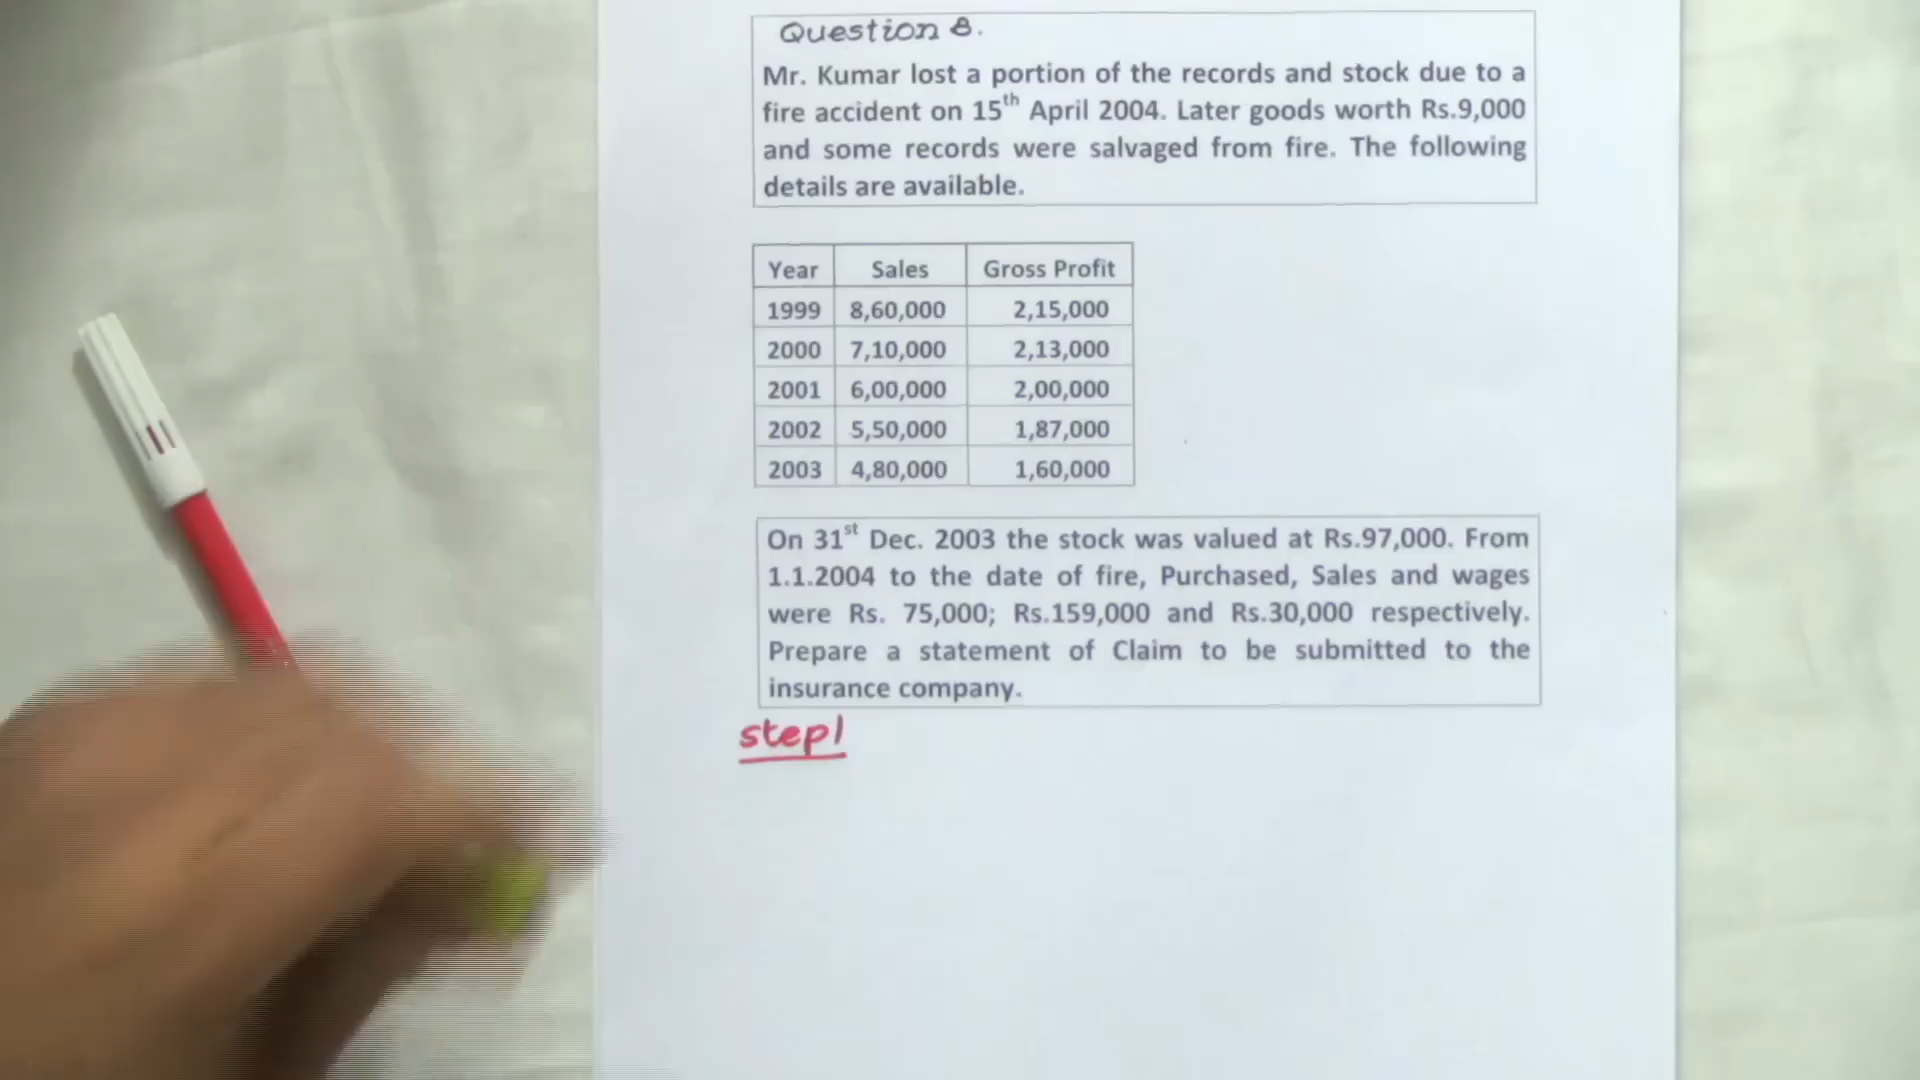 Question 8.
Mr. Kumar lost a portion of the records and stock due to a
fire accident on 15th April 2004. Later goods worth Rs.9,000
and some records were salvaged from fire. The following
details are available.
Year Sales Gross Profit
1999 8,60,000 2,15,000
2000 7,10,000 2,13,000
2001 6,00,000 2,00,000
2002 5,50,000 1,87,000
2003 4,80,000 1,60,000
On 31st Dec. 2003 the stock was valued at Rs.97,000. From
1.1.2004 to the date of fire, Purchased, Sales and wages
were Rs. 75,000; Rs.159,000 and Rs.30,000 respectively.
Prepare a statement of Claim to be submitted to the
insurance company.
step1